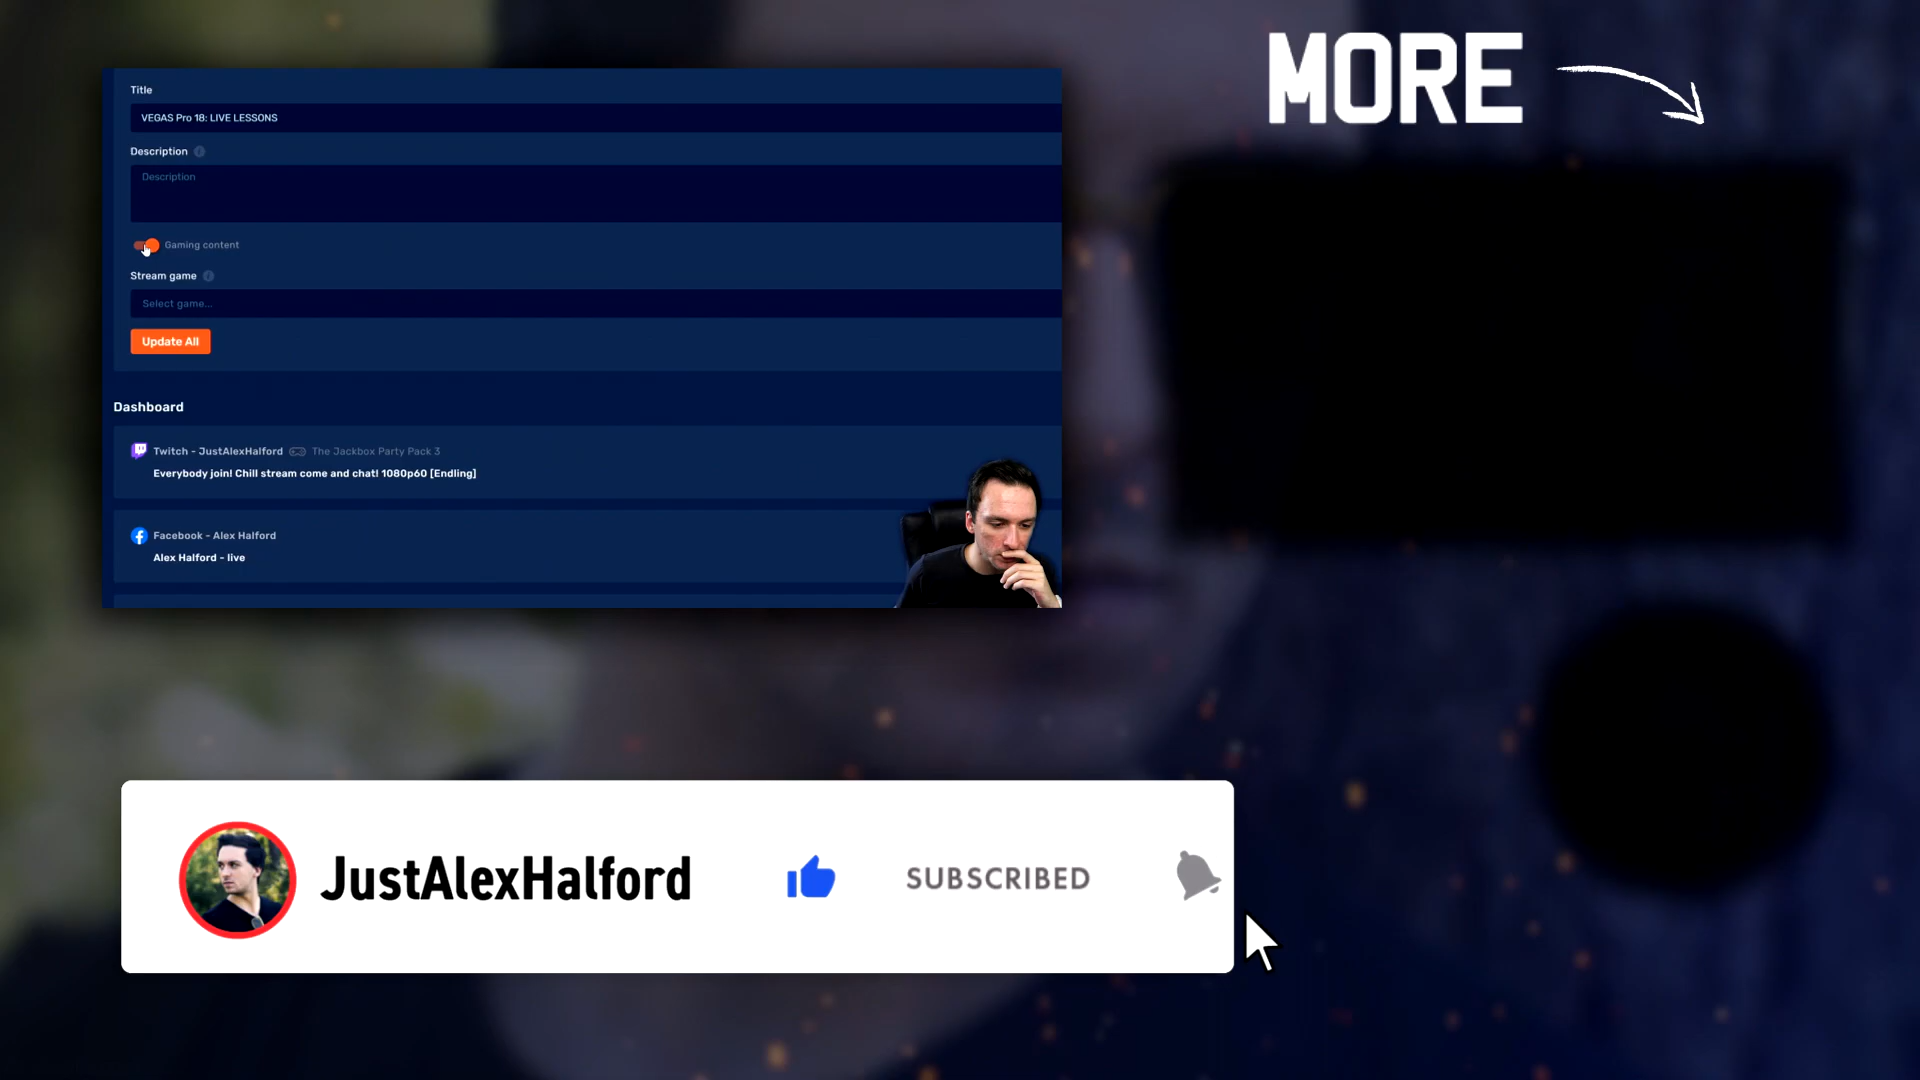 MORE
Title
VEGAS Pro 18: LIVE LESSONS
Description
Description
Gaming content
Stream game
Select game...
Update All
Dashboard
Twitch - JustAlexHalford The Jackbox Party Pack 3
Everybody join! Chill stream come and chat! 1080p60 [Endling]
Facebook - Alex Halford
Alex Halford - live
JustAlexHalford
SUBSCRIBED